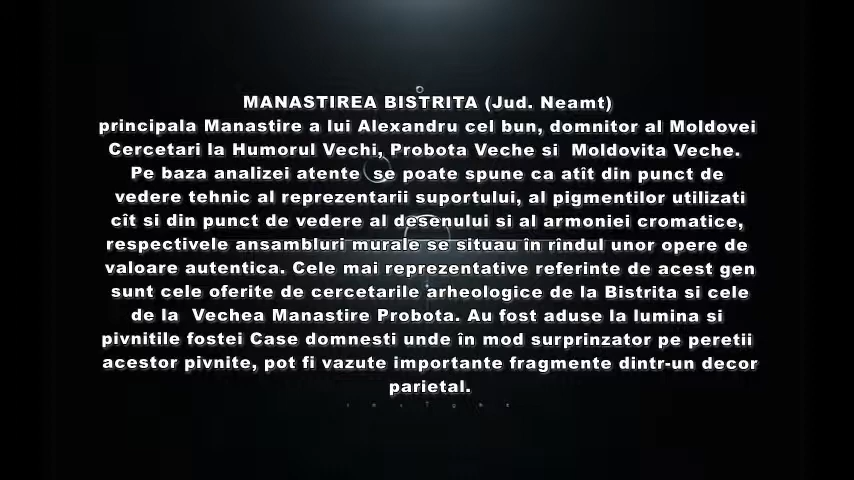 MANASTIREA BISTRITA (Jud. Neamt)
principala Manastire a lui Alexandru cel bun, domnitor al Moldovei
Cercetari la Humorul Vechi, Probota Veche si Moldovita Veche.
Pe baza analizei atente se poate spune ca atît din punct de
vedere tehnic al reprezentarii suportului, al pigmentilor utilizati
cît si din punct de vedere al desenului si al armoniei cromatice,
respectivele ansambluri murale se situau în rîndul unor opere de
valoare autentica. Cele mai reprezentative referinte de acest gen
sunt cele oferite de cercetarile arheologice de la Bistrita si cele
de la Vechea Manastire Probota. Au fost aduse la lumina si
pivnitile fostei Case domnesti unde în mod surprinzator pe peretii
acestor pivnite, pot fi vazute importante fragmente dintr-un decor
parietal.